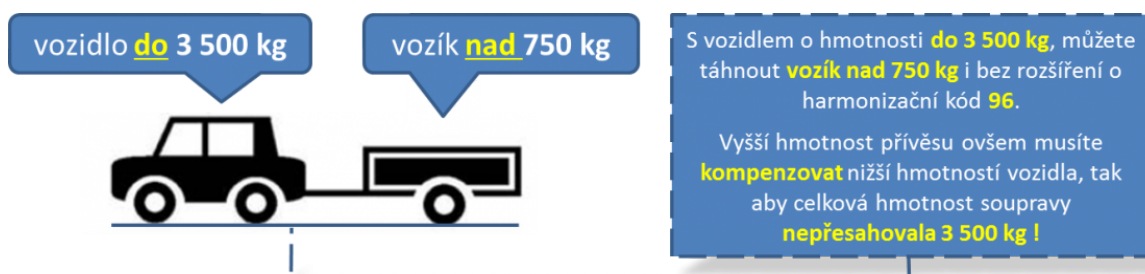 vozidlo do 3 500 kg
vozík nad 750 kg
S vozidlem o hmotnosti do 3 500 kg, můžete
táhnout vozík nad 750 kg i bez rozšíření o
harmonizační kód 96.
Vyšší hmotnost přívěsu ovšem musíte
kompenzovat nižší hmotností vozidla, tak
aby celková hmotnost soupravy
nepřesahovala 3 500 kg !